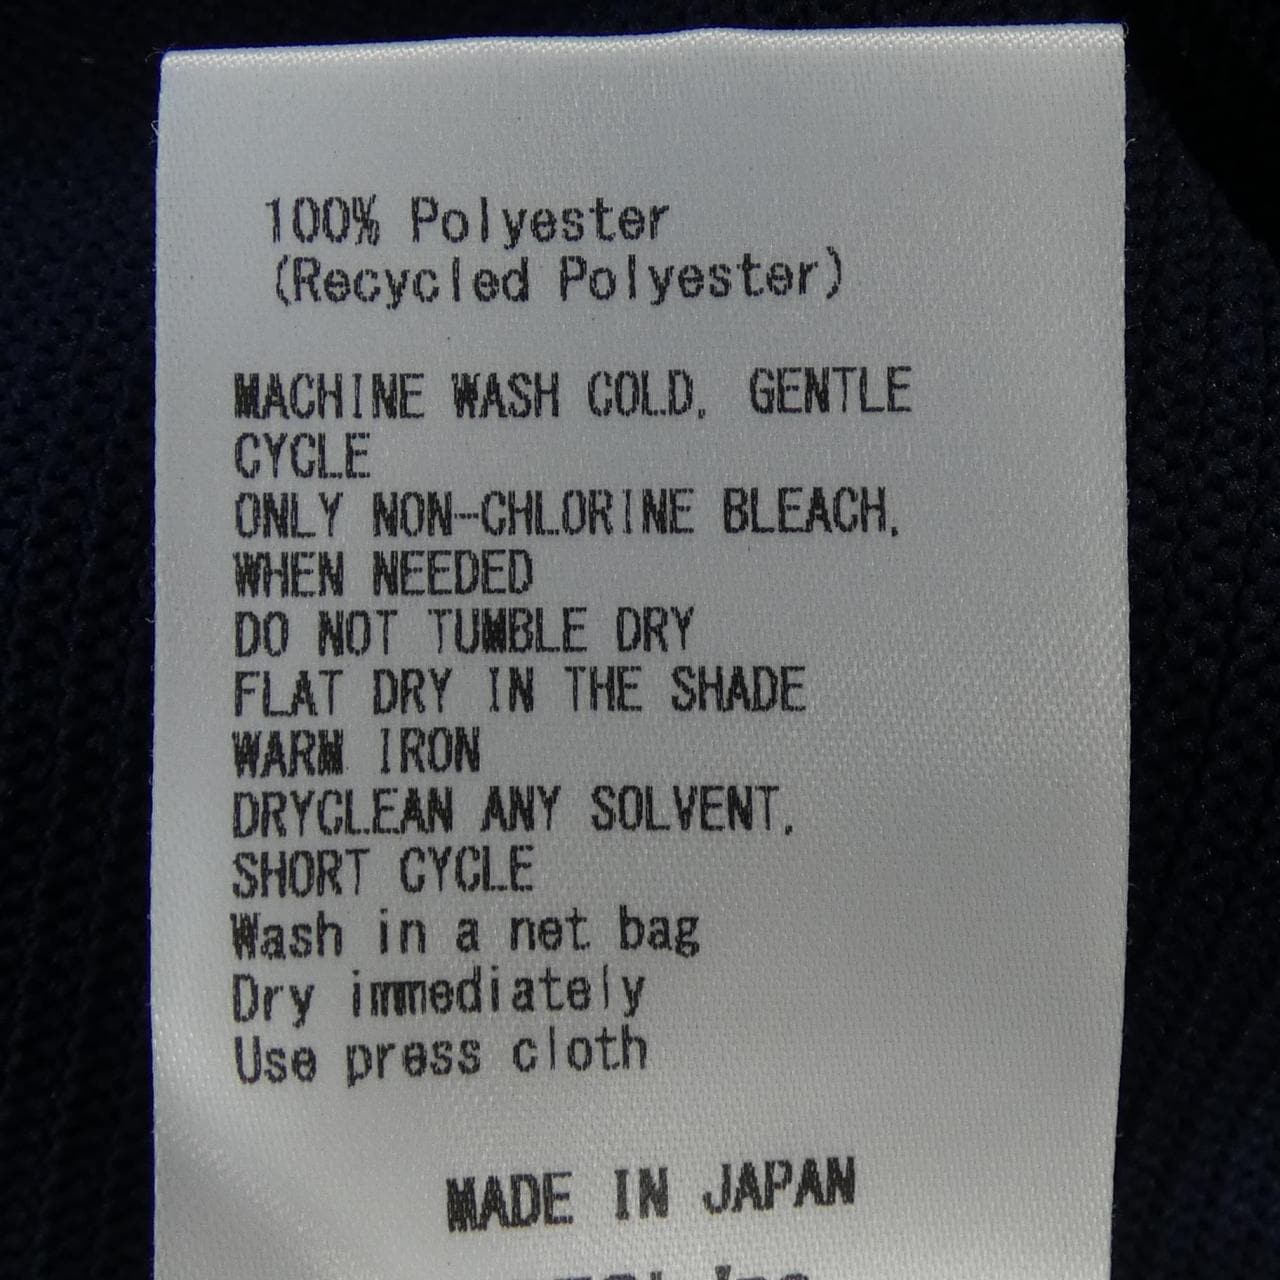 100% Polyester
(Recycled Polyester)
MACHINE WASH COLD, GENTLE
CYCLE
ONLY NON-CHLORINE BLEACH,
WHEN NEEDED
DO NOT TUMBLE DRY
FLAT DRY IN THE SHADE
WARM IRON
DRYCLEAN ANY SOLVENT,
SHORT CYCLE
Wash in a net bag
Dry immediately
Use press cloth
MADE IN JAPAN